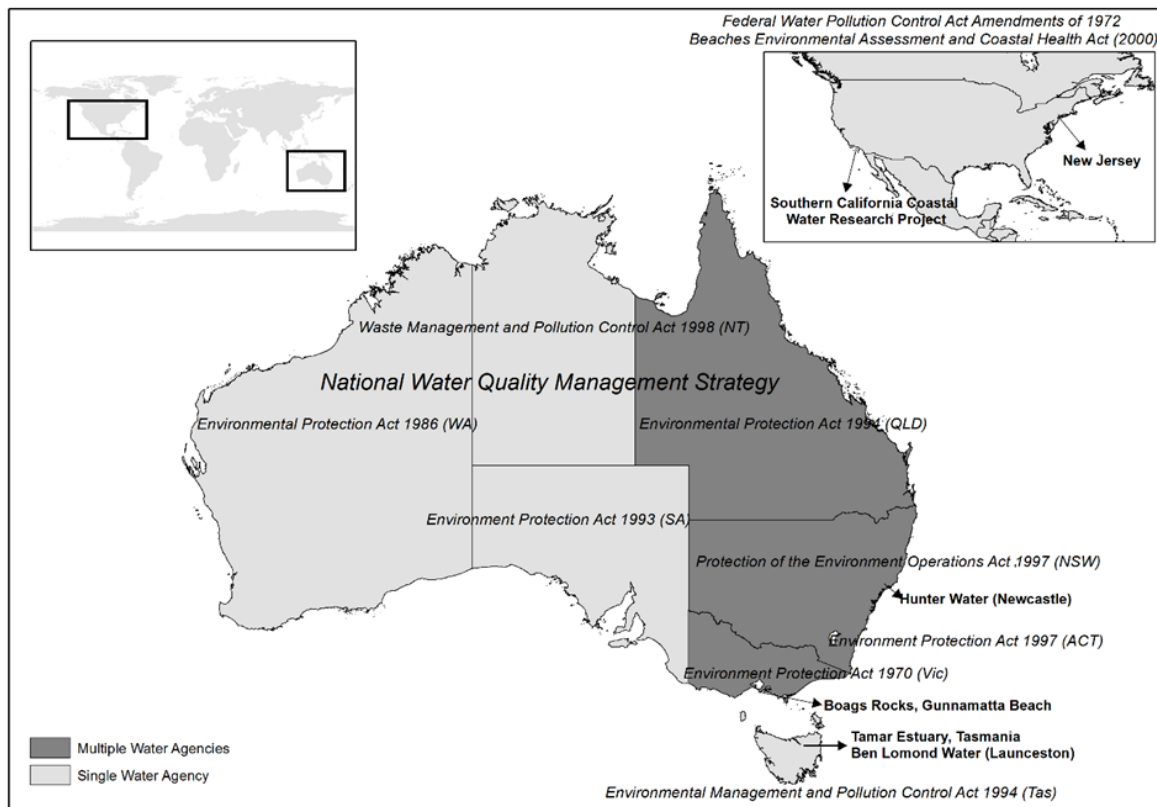 Federal Water Pollution Control Act Amendments of 1972
Beaches Environmental Assessment and Coastal Health Act (2000)
New Jersey
Southern California Coastal
Water Research Project
Waste Management and Pollution Control Act 1998 (NT)
National Water Quality Management Strategy
Environmental Protection Act 1986 (WA)
Environmental Protection Act 1994 (QLD)
Environment Protection Act 1993 (SA)
Protection of the Environment Operations Act 1997 (NSW)
Hunter Water (Newcastle)
Environment Protection Act 1997 (ACT)
Environment Protection Act 1970 (Vic)
Boags Rocks, Gunnamatta Beach
Tamar Estuary, Tasmania
Ben Lomond Water (Launceston)
Multiple Water Agencies
Single Water Agency
Environmental Management and Pollution Control Act 1994 (Tas)